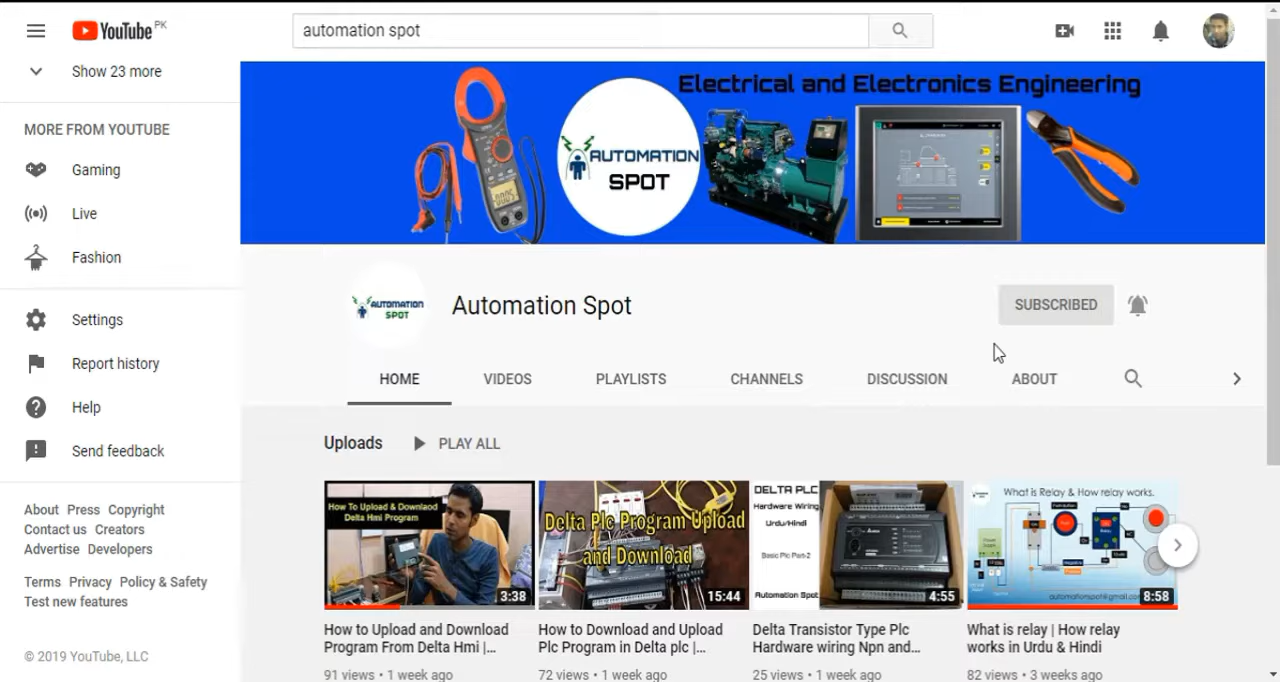 YouTube PK
automation spot
Show 23 more
MORE FROM YOUTUBE
Gaming
Live
Fashion
Settings
Report history
Help
Send feedback
About Press Copyright
Contact us Creators
Advertise Developers
Terms Privacy Policy & Safety
Test new features
© 2019 YouTube, LLC
Electrical and Electronics Engineering
AUTOMATION
SPOT
AUTOMATION
SPOT
Automation Spot
SUBSCRIBED
HOME VIDEOS PLAYLISTS CHANNELS DISCUSSION ABOUT
Uploads PLAY ALL
How To Upload & Downlaod
Delta Hmi Program
3:38
How to Upload and Download
Program From Delta Hmi |...
91 views • 1 week ago
Delta Plc Program Upload
and Download
15:44
How to Download and Upload
Plc Program in Delta plc |...
72 views • 1 week ago
DELTA PLC
Hardware Wiring
Urdu/Hindi
Basic Plc Part-2
Automation Spot
4:55
Delta Transistor Type Plc
Hardware wiring Npn and...
25 views • 1 week ago
What is Relay & How relay works.
8:58
What is relay | How relay
works in Urdu & Hindi
82 views • 3 weeks ago